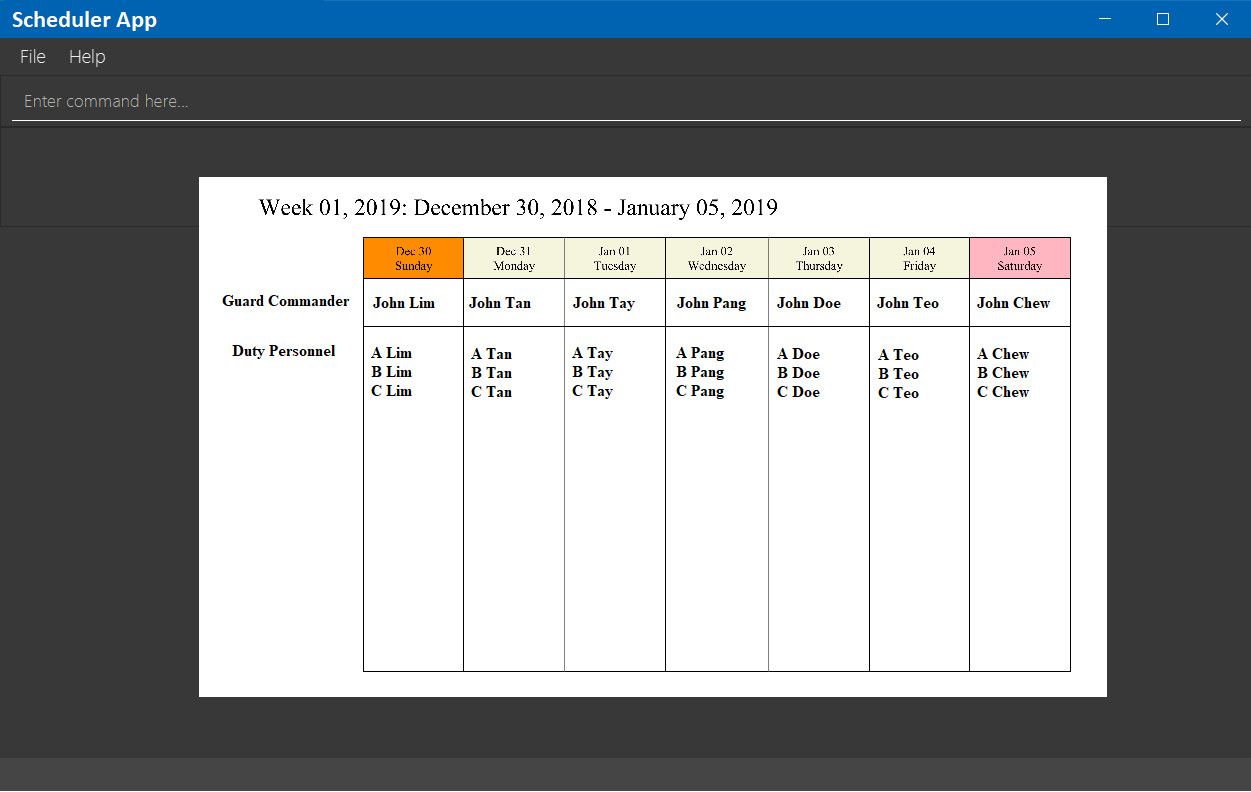 Scheduler App
File Help
Enter command here...
Week 01, 2019: December 30, 2018 - January 05, 2019
Dec 30 Dec 31 Jan 01 Jan 02 Jan 03 Jan 04 Jan 05
Sunday Monday Tuesday Wednesday Thursday Friday Saturday
Guard Commander John Lim John Tan John Tay John Pang John Doe John Teo John Chew
Duty Personnel A Lim A Tan A Tay A Pang A Doe A Teo A Chew
B Lim B Tan B Tay B Pang B Doe B Teo B Chew
C Lim C Tan C Tay C Pang C Doe C Teo C Chew